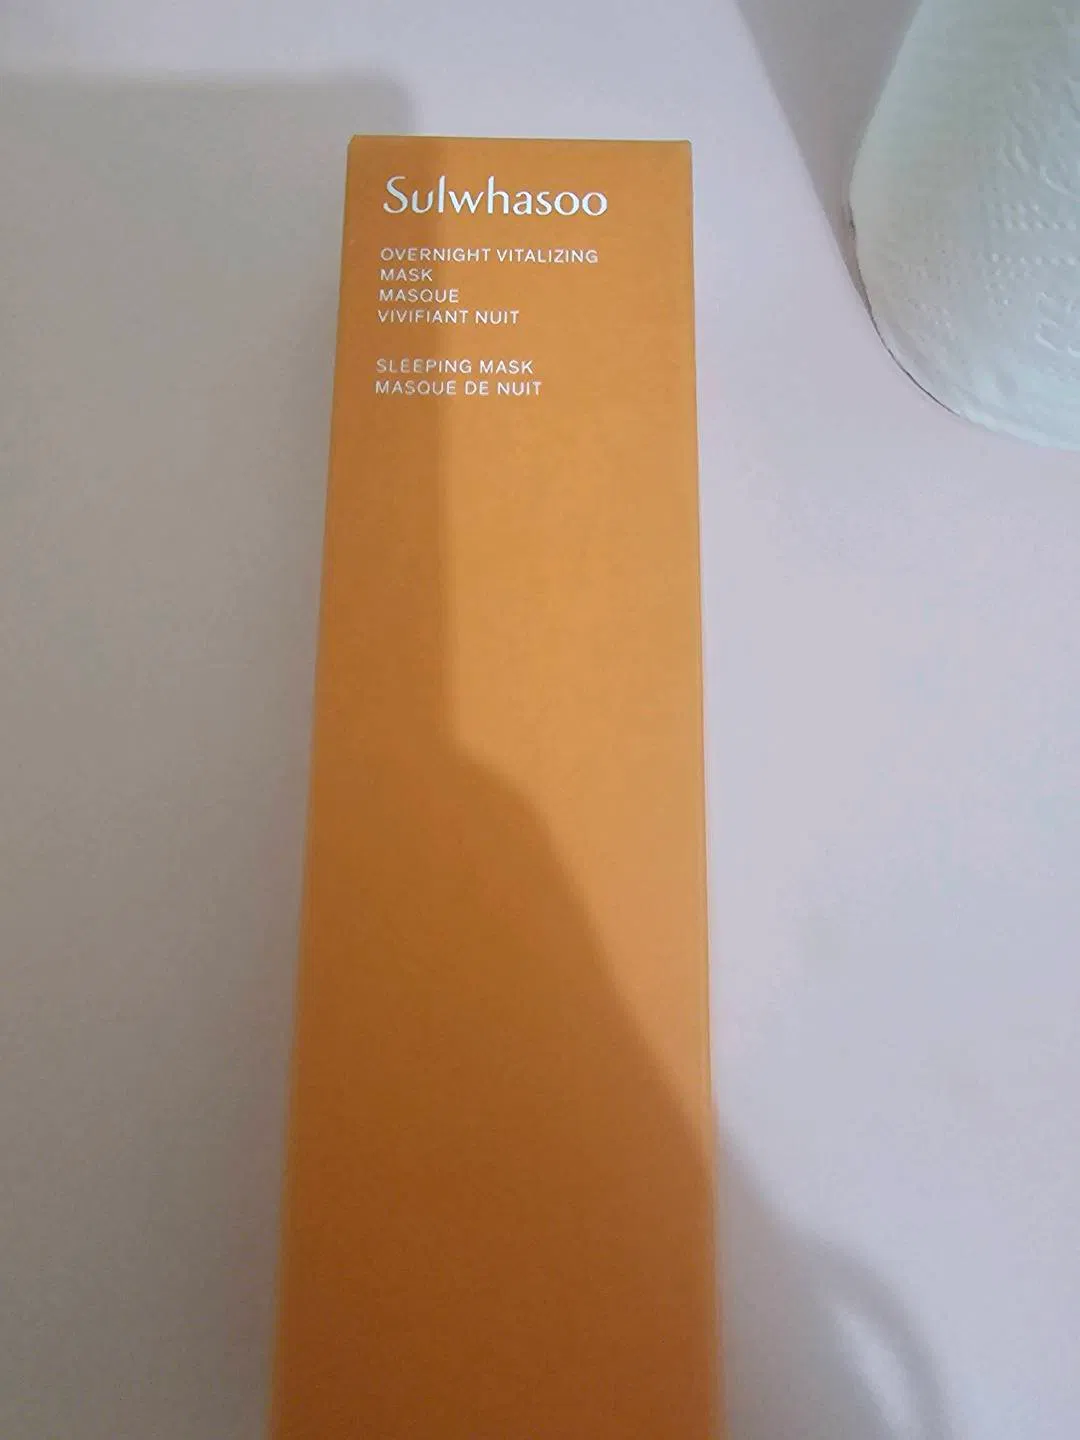 Sulwhasoo
OVERNIGHT VITALIZING
MASK
MASQUE
VIVIFIANT NUIT
SLEEPING MASK
MASQUE DE NUIT